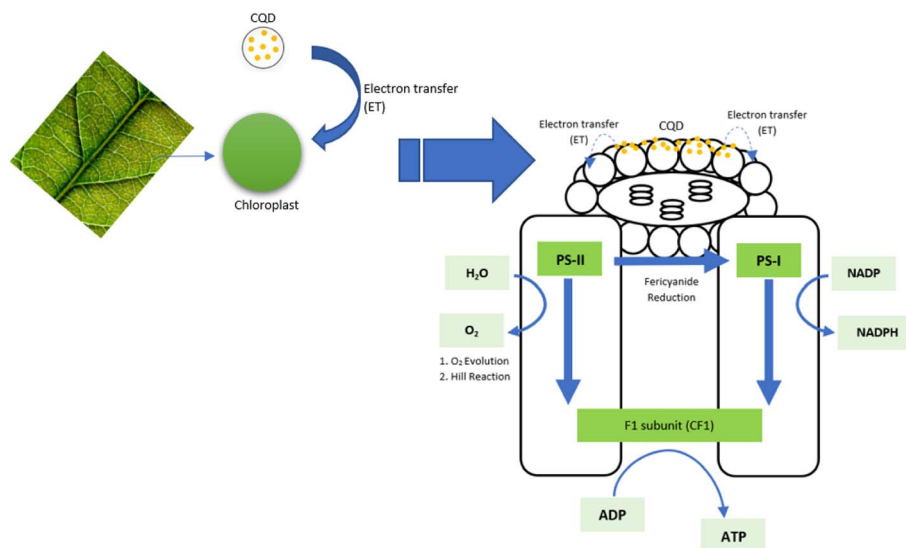 CQD
Electron transfer
(ET)
Chloroplast
Electron transfer
(ET)
CQD
Electron transfer
(ET)
PS-II
PS-I
H₂O
NADP
Fericyanide
Reduction
O₂
NADPH
1. O₂ Evolution
2. Hill Reaction
F1 subunit (CF1)
ADP
ATP